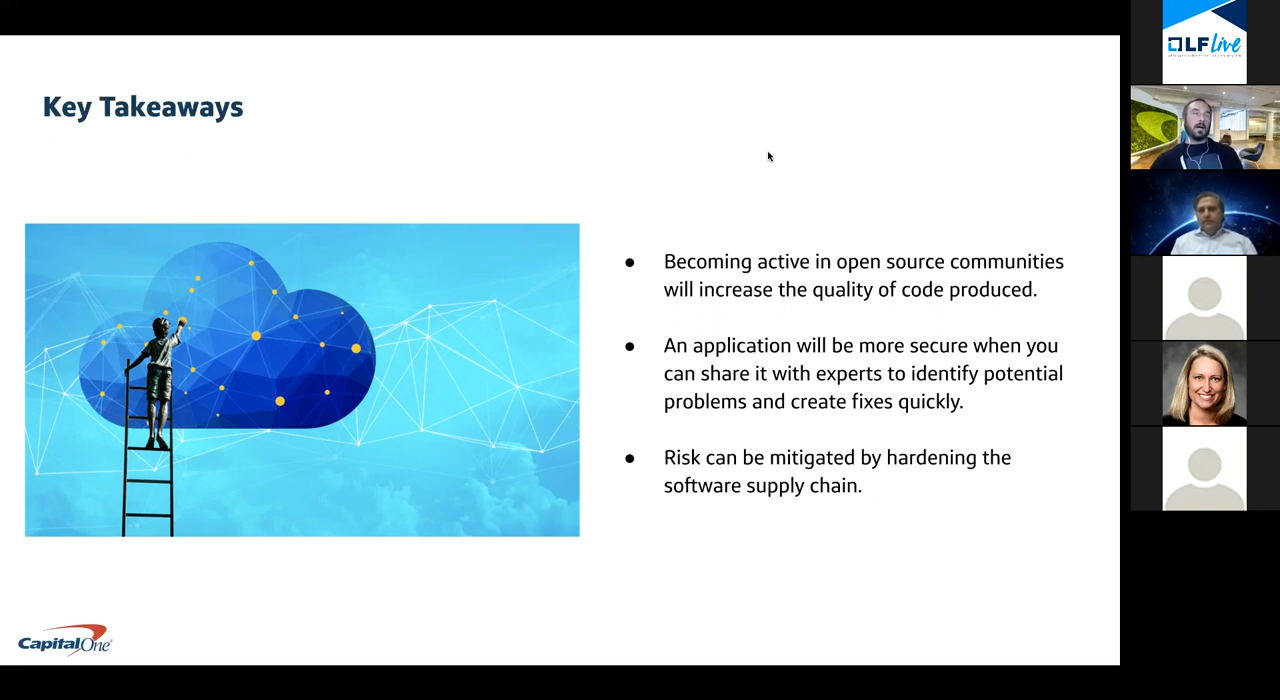 Key Takeaways
● Becoming active in open source communities
will increase the quality of code produced.
● An application will be more secure when you
can share it with experts to identify potential
problems and create fixes quickly.
● Risk can be mitigated by hardening the
software supply chain.
CapitalOne
LF Live